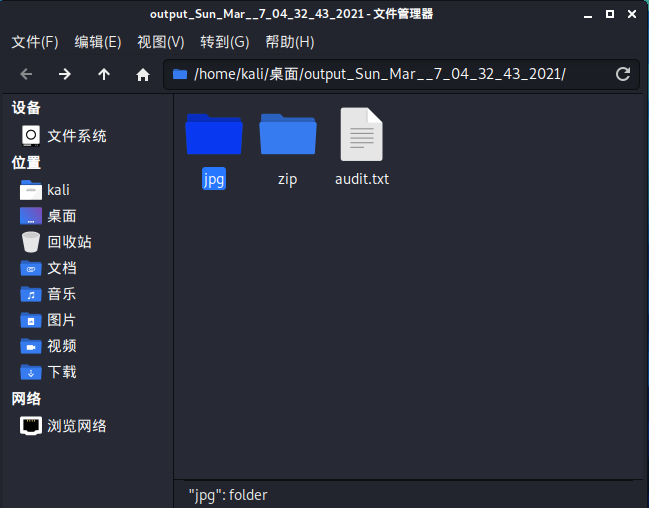 output_Sun_Mar__7_04_32_43_2021 - 文件管理器
文件(F) 编辑(E) 视图(V) 转到(G) 帮助(H)
/home/kali/桌面/output_Sun_Mar__7_04_32_43_2021/
设备
文件系统
位置
kali
桌面
回收站
文档
音乐
图片
视频
下载
网络
浏览网络
jpg zip audit.txt
"jpg": folder